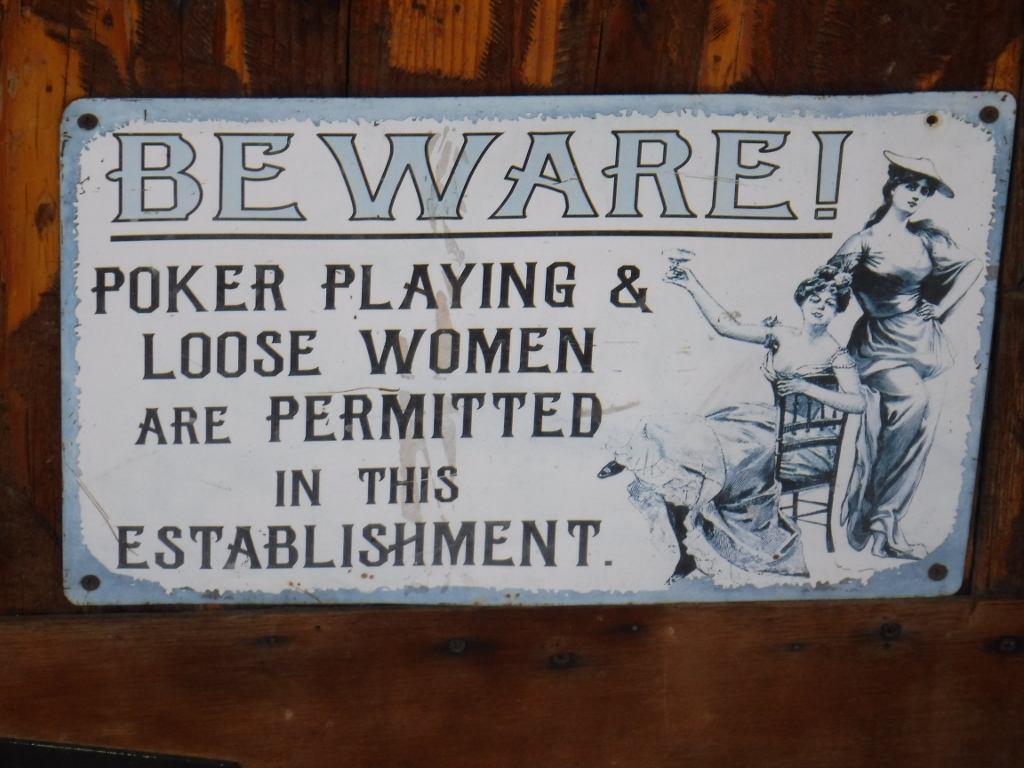 BEWARE!
POKER PLAYING &
LOOSE WOMEN
ARE PERMITTED
IN THIS
ESTABLISHMENT.